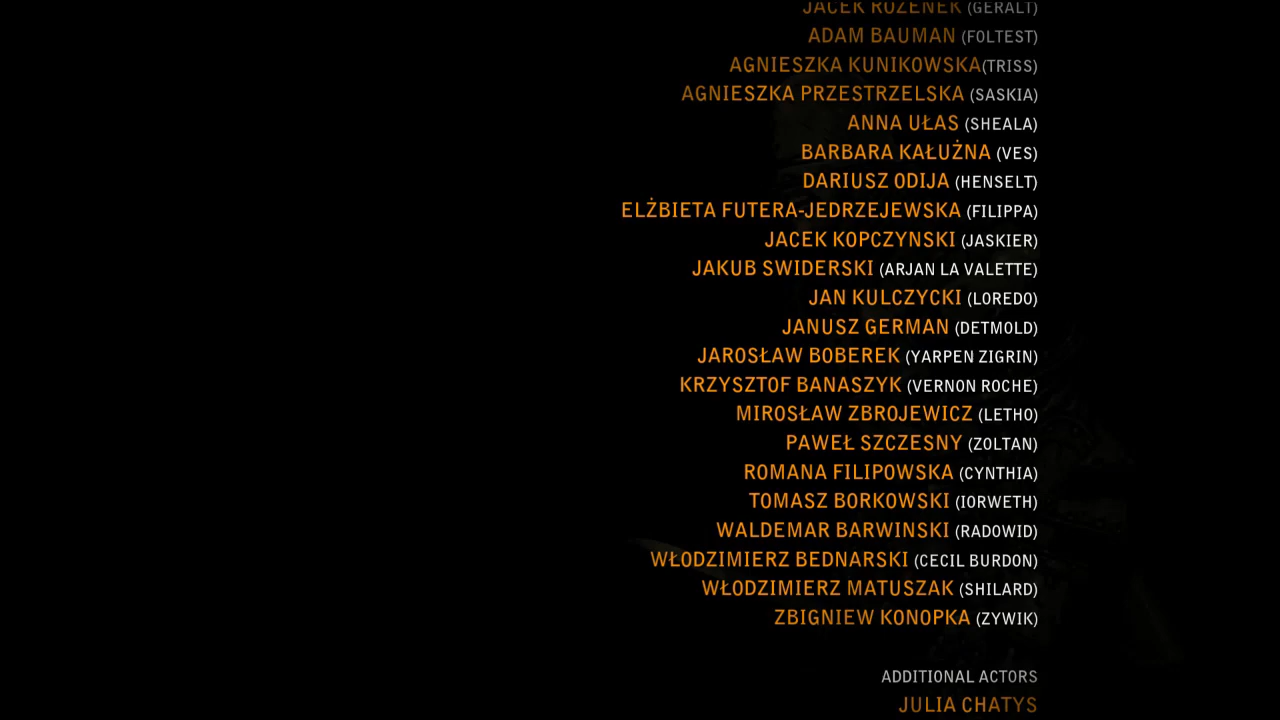 JACEK ROZENEK (GERALT)
ADAM BAUMAN (FOLTEST)
AGNIESZKA KUNIKOWSKA(TRISS)
AGNIESZKA PRZESTRZELSKA (SASKIA)
ANNA UŁAS (SHEALA)
BARBARA KAŁUŻNA (VES)
DARIUSZ ODIJA (HENSELT)
ELŻBIETA FUTERA-JEDRZEJEWSKA (FILIPPA)
JACEK KOPCZYNSKI (JASKIER)
JAKUB SWIDERSKI (ARJAN LA VALETTE)
JAN KULCZYCKI (LOREDO)
JANUSZ GERMAN (DETMOLD)
JAROSŁAW BOBEREK (YARPEN ZIGRIN)
KRZYSZTOF BANASZYK (VERNON ROCHE)
MIROSŁAW ZBROJEWICZ (LETHO)
PAWEŁ SZCZESNY (ZOLTAN)
ROMANA FILIPOWSKA (CYNTHIA)
TOMASZ BORKOWSKI (IORWETH)
WALDEMAR BARWINSKI (RADOWID)
WŁODZIMIERZ BEDNARSKI (CECIL BURDON)
WŁODZIMIERZ MATUSZAK (SHILARD)
ZBIGNIEW KONOPKA (ZYWIK)
ADDITIONAL ACTORS
JULIA CHATYS